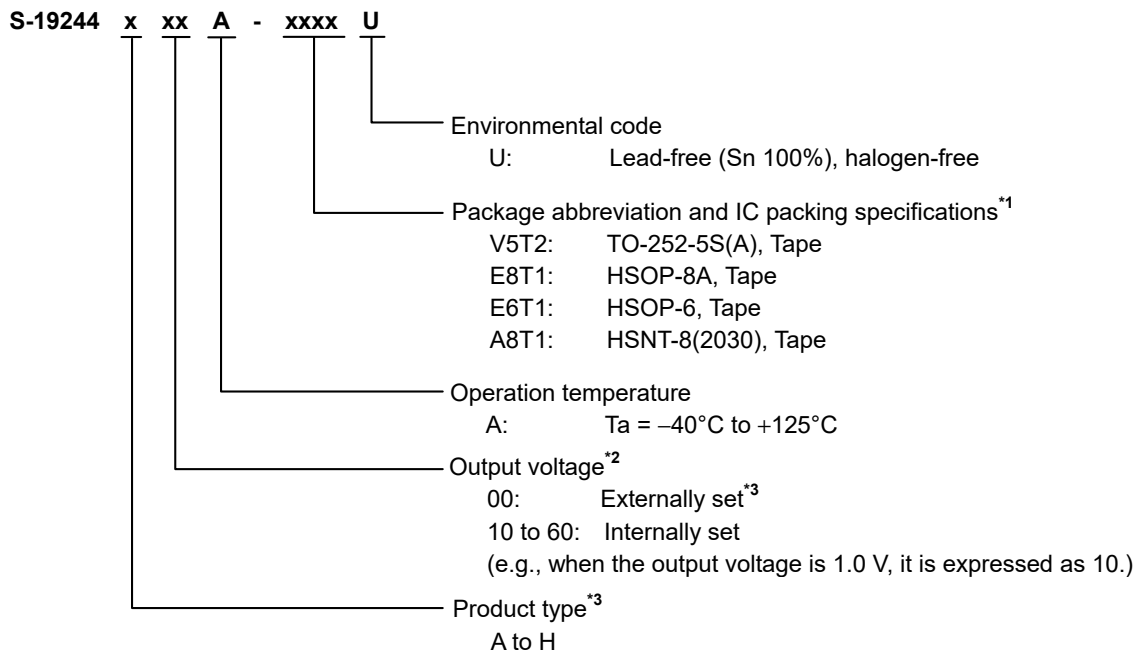 S-19244 x xx A - xxxx U
Environmental code
U: Lead-free (Sn 100%), halogen-free
Package abbreviation and IC packing specifications*1
V5T2: TO-252-5S(A), Tape
E8T1: HSOP-8A, Tape
E6T1: HSOP-6, Tape
A8T1: HSNT-8(2030), Tape
Operation temperature
A: Ta = −40°C to +125°C
Output voltage*2
00: Externally set*3
10 to 60: Internally set
(e.g., when the output voltage is 1.0 V, it is expressed as 10.)
Product type*3
A to H